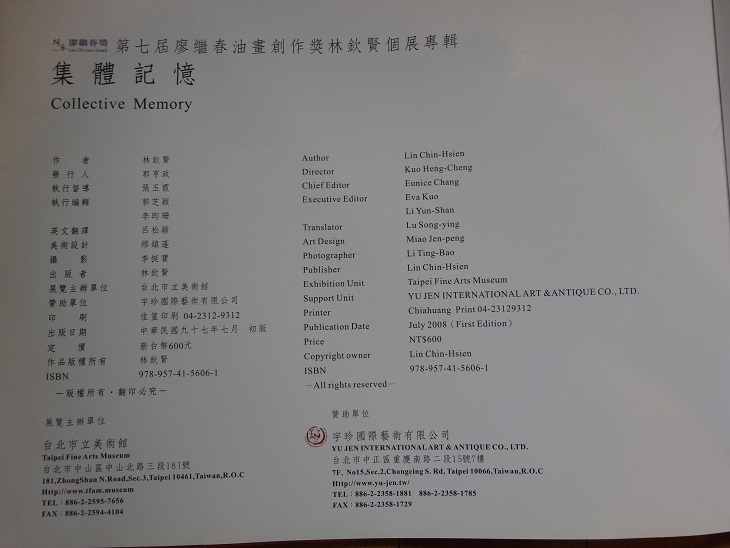 廖繼春獎 第七屆廖繼春油畫創作獎林欽賢個展專輯
集體記憶
Collective Memory
作者 林欽賢
發行人 郭亨政
執行督導 張玉霞
執行編輯 郭芝穎
李昀珊
英文翻譯 呂松穎
美術設計 繆鎮蓬
攝影 李挺寶
出版者 林欽賢
展覽主辦單位 台北市立美術館
贊助單位 宇珍國際藝術有限公司
印刷 佳篁印刷 04-2312-9312
出版日期 中華民國九十七年七月 初版
定價 新台幣600元
作品版權所有 林欽賢
ISBN 978-957-41-5606-1
－版權所有‧翻印必究－
Author Lin Chin-Hsien
Director Kuo Heng-Cheng
Chief Editor Eunice Chang
Executive Editor Eva Kuo
Li Yun-Shan
Translator Lu Song-ying
Art Design Miao Jen-peng
Photographer Li Ting-Bao
Publisher Lin Chin-Hsien
Exhibition Unit Taipei Fine Arts Museum
Support Unit YU JEN INTERNATIONAL ART &ANTIQUE CO., LTD.
Printer Chiahuang Print 04-23129312
Publication Date July 2008（First Edition）
Price NT$600
Copyright owner Lin Chin-Hsien
ISBN 978-957-41-5606-1
－All rights reserved－
展覽主辦單位
台北市立美術館
Taipei Fine Arts Museum
台北市中山區中山北路三段181號
181,ZhongShan N.Road,Sec.3,Taipei 10461,Taiwan,R.O.C
Http://www.tfam.museum
TEL：886-2-2595-7656
FAX：886-2-2594-4104
贊助單位
宇珍國際藝術有限公司
YU JEN INTERNATIONAL ART & ANTIQUE CO., LTD.
台北市中正區重慶南路二段15號7樓
7F, No15,Sec.2,Chongcing S. Rd, Taipei 10066,Taiwan,R.O.C
Http://www.yu-jen.tw/
TEL：886-2-2358-1881 886-2-2358-1785
FAX：886-2-2358-1729